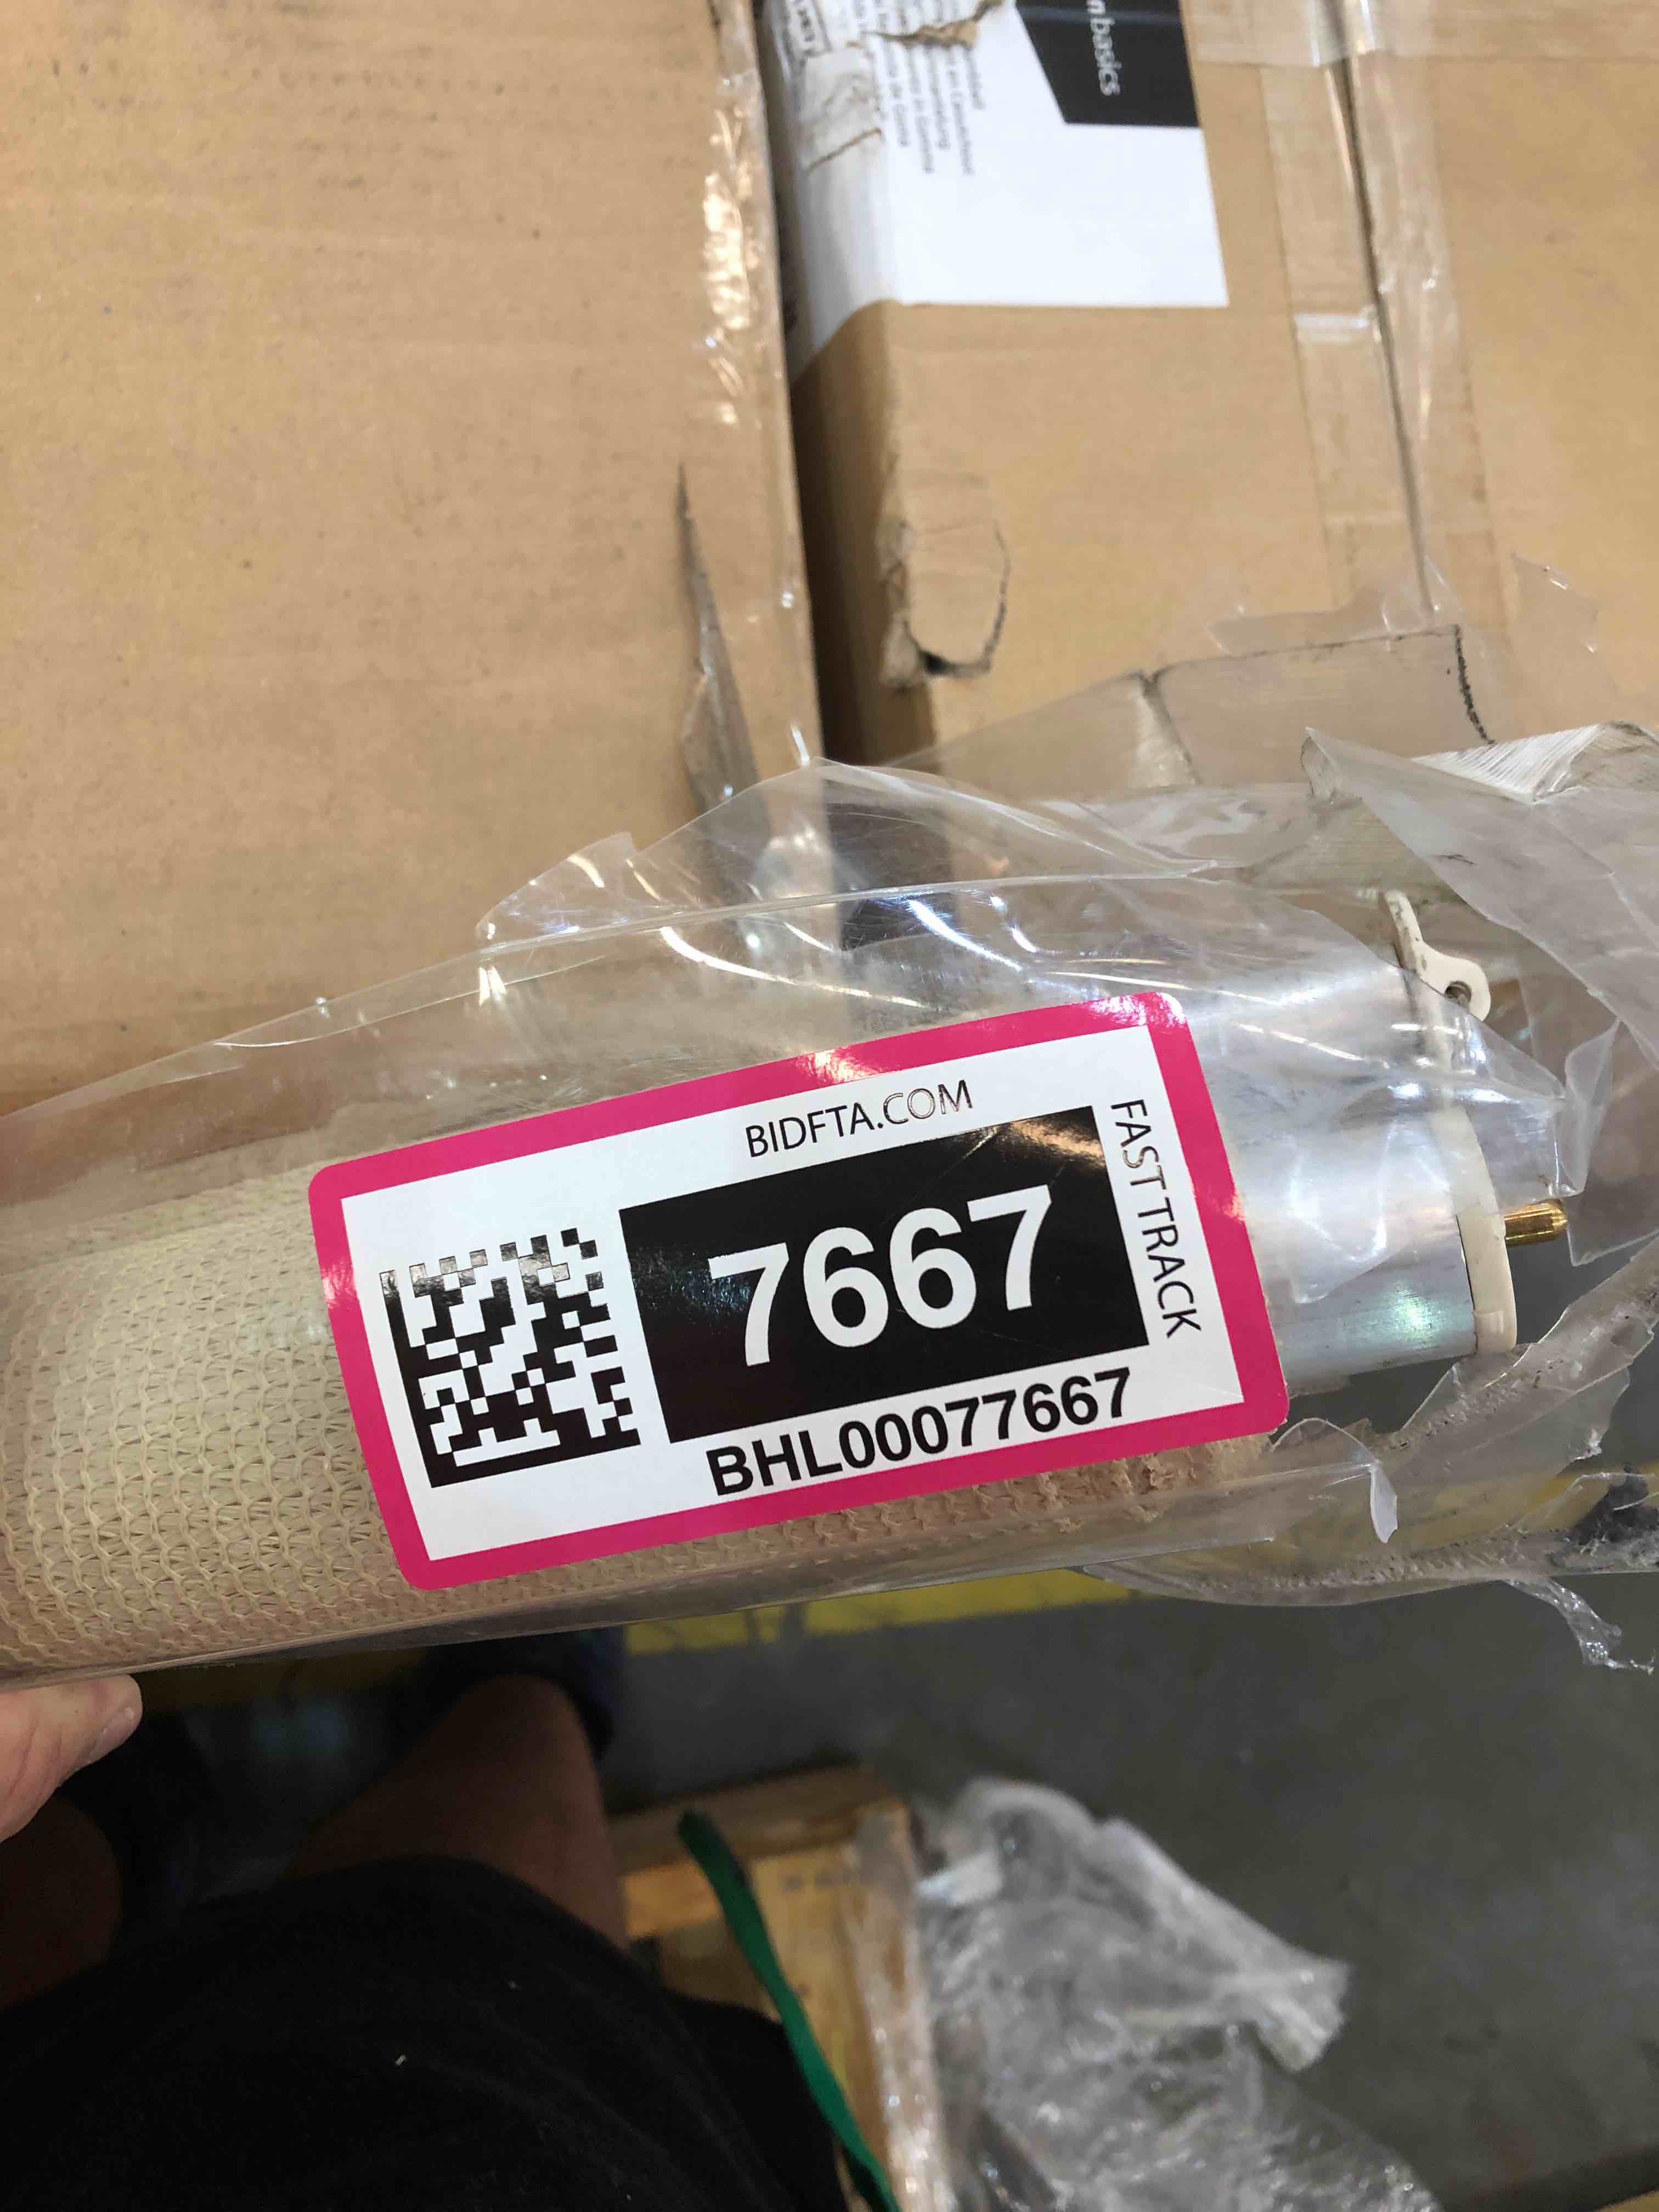 basics
BIDFTA.COM
7667
FAST TRACK
BHL00077667